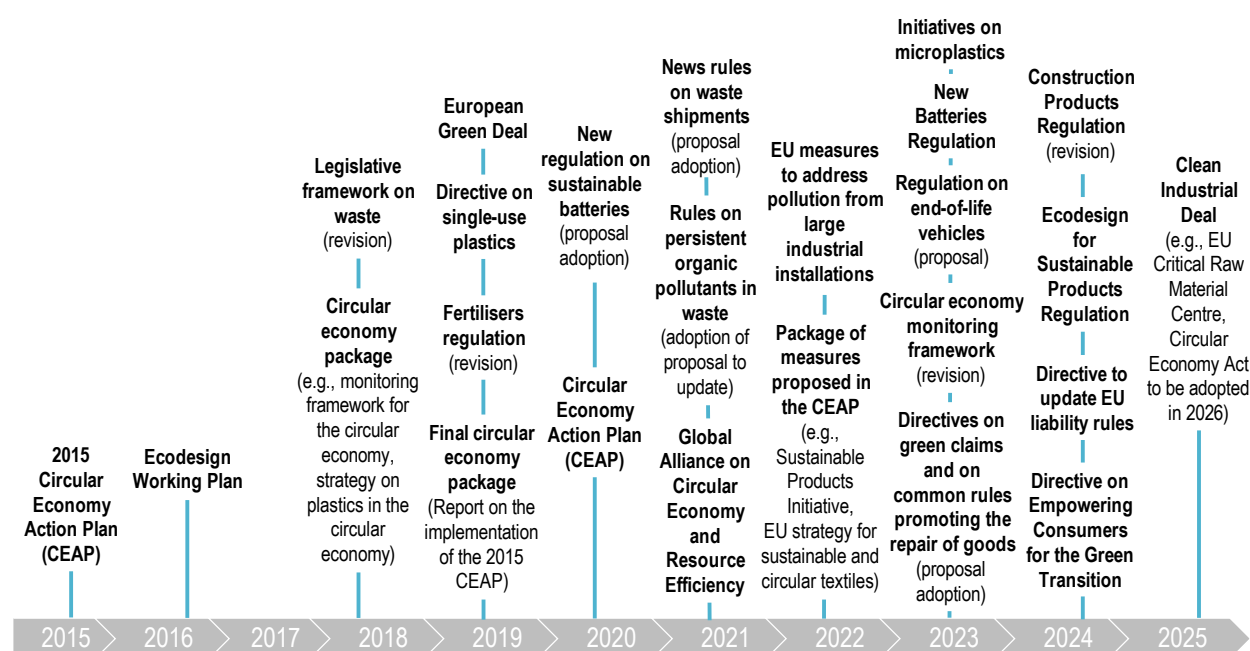 2015
Circular
Economy
Action Plan
(CEAP)
Ecodesign
Working Plan
Legislative
framework on
waste
(revision)
Circular
economy
package
(e.g., monitoring
framework for
the circular
economy,
strategy on
plastics in the
circular
economy)
European
Green Deal
Directive on
single-use
plastics
Fertilisers
regulation
(revision)
Final circular
economy
package
(Report on the
implementation
of the 2015
CEAP)
New
regulation on
sustainable
batteries
(proposal
adoption)
Circular
Economy
Action Plan
(CEAP)
News rules
on waste
shipments
(proposal
adoption)
Rules on
persistent
organic
pollutants in
waste
(adoption of
proposal to
update)
Global
Alliance on
Circular
Economy
and
Resource
Efficiency
EU measures
to address
pollution from
large
industrial
installations
Package of
measures
proposed in
the CEAP
(e.g.,
Sustainable
Products
Initiative,
EU strategy for
sustainable and
circular textiles)
Initiatives on
microplastics
New
Batteries
Regulation
Regulation on
end-of-life
vehicles
(proposal)
Circular economy
monitoring
framework
(revision)
Directives on
green claims
and on
common rules
promoting the
repair of goods
(proposal
adoption)
Construction
Products
Regulation
(revision)
Ecodesign
for
Sustainable
Products
Regulation
Directive to
update EU
liability rules
Directive on
Empowering
Consumers
for the Green
Transition
Clean
Industrial
Deal
(e.g., EU
Critical Raw
Material
Centre,
Circular
Economy Act
to be adopted
in 2026)
2015
2016
2017
2018
2019
2020
2021
2022
2023
2024
2025